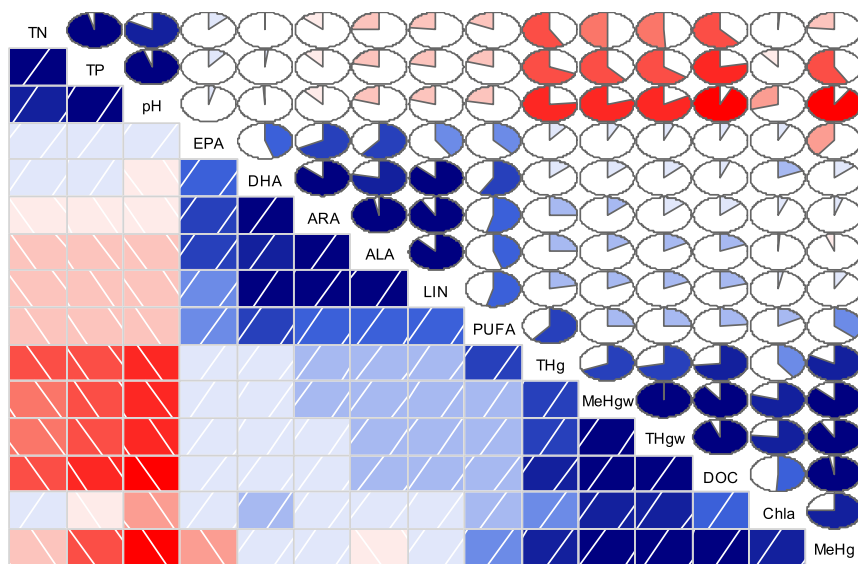 TN
TP
pH
EPA
DHA
ARA
ALA
LIN
PUFA
THg
MeHgw
THgw
DOC
Chla
MeHg